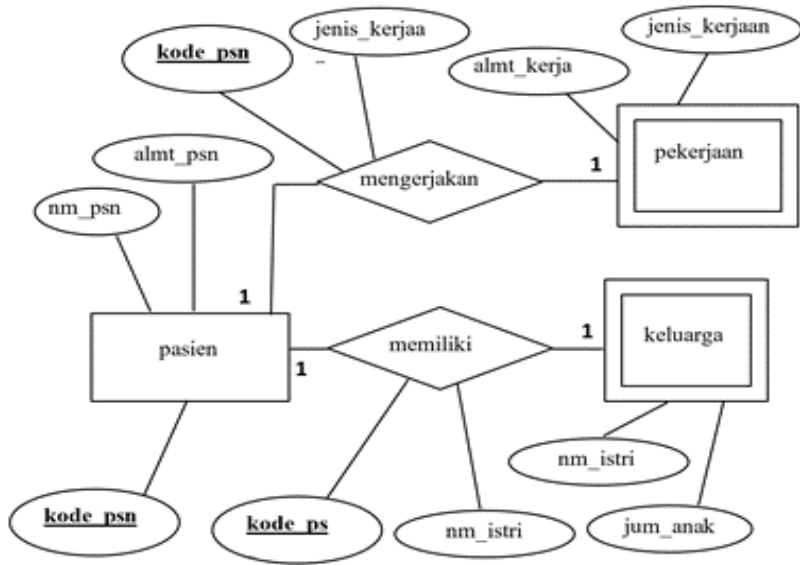 jenis_kerjaa
kode_psn
jenis_kerjaan
almt_kerja
almt_psn
pekerjaan
1
mengerjakan
nm_psn
1
1
keluarga
memiliki
pasien
1
nm_istri
kode_psn
kode_ps
nm_istri
jum_anak